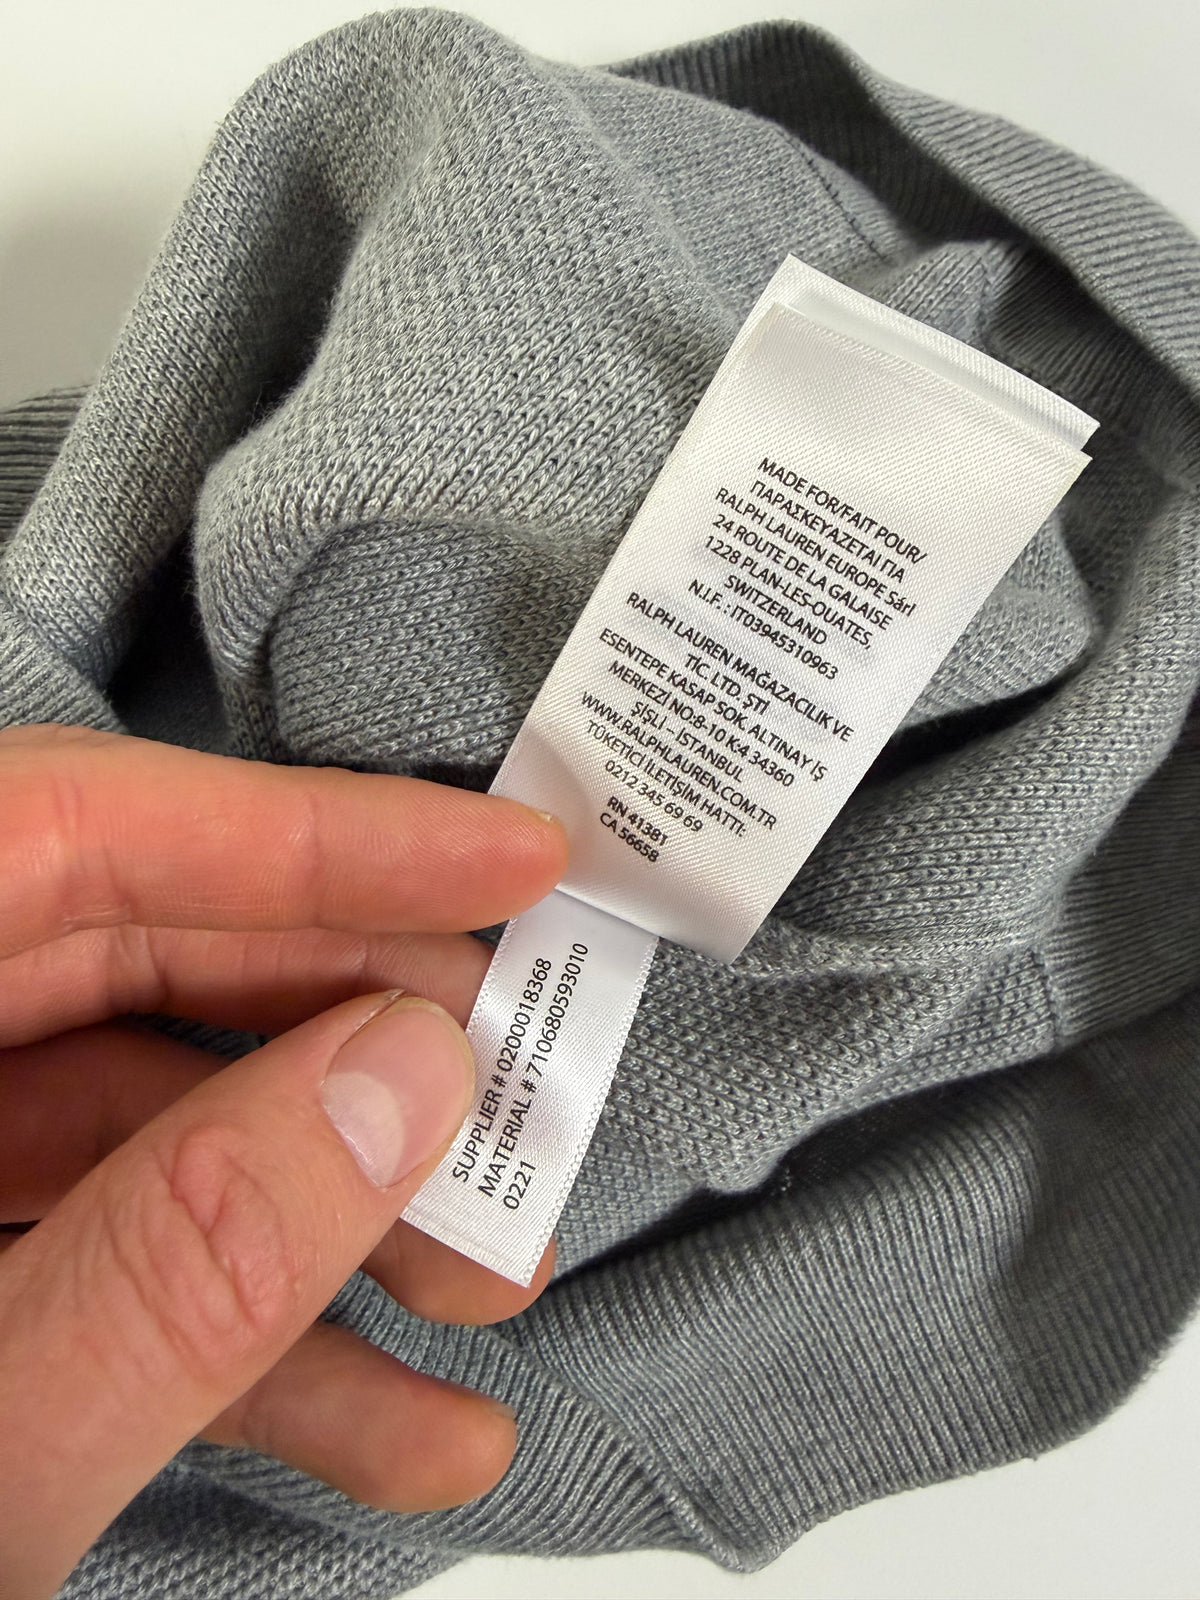 MADE FOR/FAIT POUR/
ΠΑΡΑΣΚΕΥΑΖΕΤΑΙ ΓΙΑ
RALPH LAUREN EUROPE Sárl
24 ROUTE DE LA GALAISE
1228 PLAN-LES-OUATES,
SWITZERLAND
N.I.F. : IT03945310963
RALPH LAUREN MAĞAZACILIK VE
TİC. LTD. ŞTİ
ESENTEPE KASAP SOK. ALTINAY İŞ
MERKEZİ NO:8-10 K:4 34360
ŞİŞLİ – İSTANBUL
WWW.RALPHLAUREN.COM.TR
TÜKETİCİ İLETİŞİM HATTI:
0212 345 69 69
RN 41381
CA 56658
SUPPLIER # 0200018368
MATERIAL # 710680593010
0221